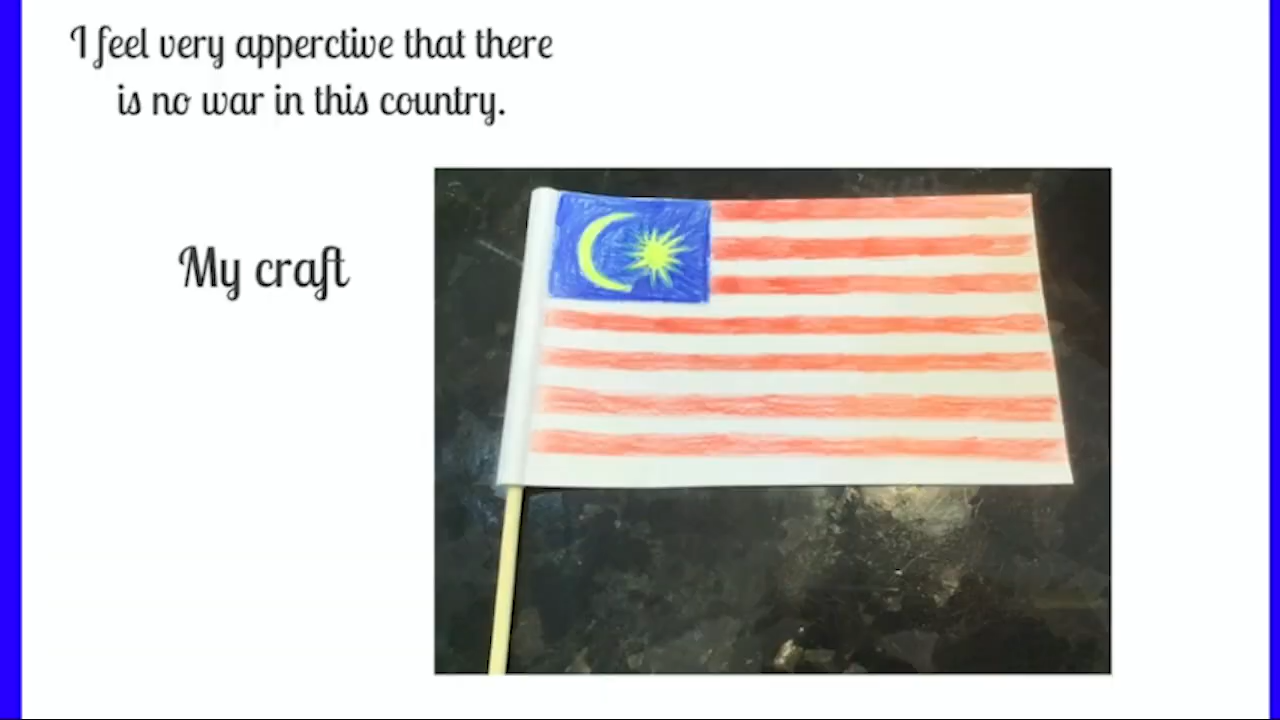 I feel very apperctive that there
is no war in this country.
My craft